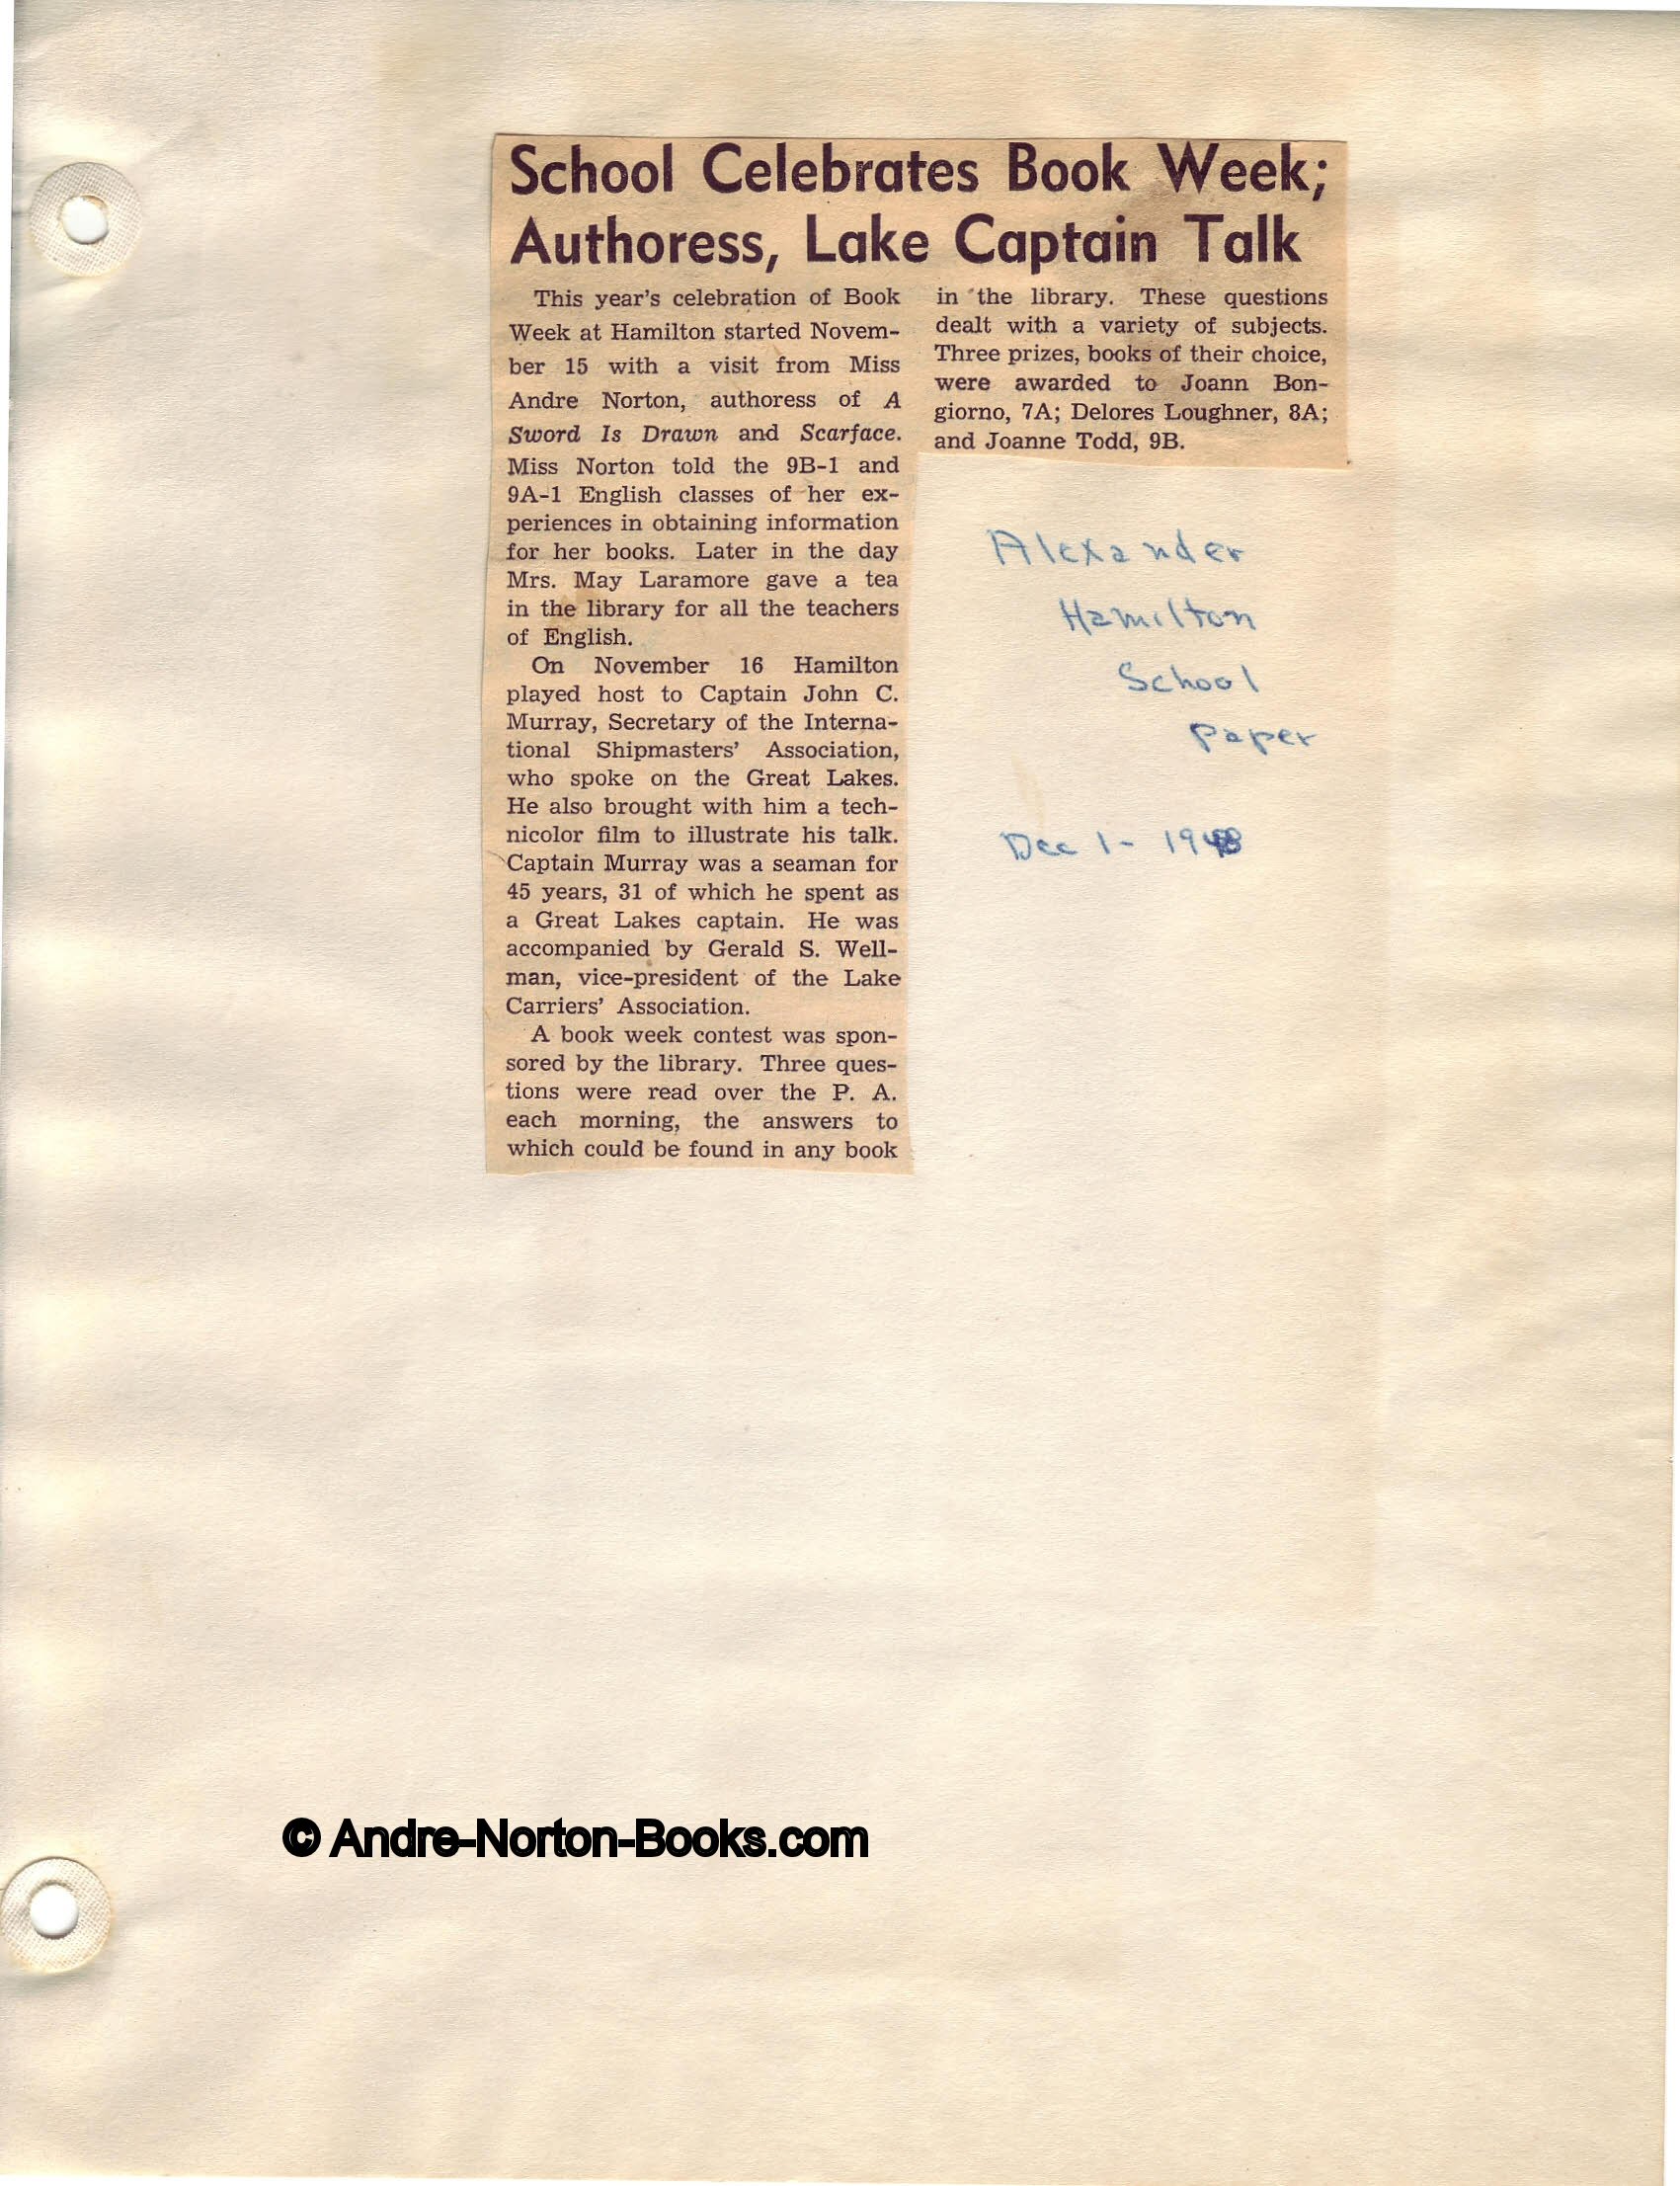 School Celebrates Book Week;
Authoress, Lake Captain Talk
This year's celebration of Book
Week at Hamilton started Novem-
ber 15 with a visit from Miss
Andre Norton, authoress of A
Sword Is Drawn and Scarface.
Miss Norton told the 9B-1 and
9A-1 English classes of her ex-
periences in obtaining information
for her books. Later in the day
Mrs. May Laramore gave a tea
in the library for all the teachers
of English.
On November 16 Hamilton
played host to Captain John C.
Murray, Secretary of the Interna-
tional Shipmasters' Association,
who spoke on the Great Lakes.
He also brought with him a tech-
nicolor film to illustrate his talk.
Captain Murray was a seaman for
45 years, 31 of which he spent as
a Great Lakes captain. He was
accompanied by Gerald S. Well-
man, vice-president of the Lake
Carriers' Association.
A book week contest was spon-
sored by the library. Three ques-
tions were read over the P. A.
each morning, the answers to
which could be found in any book
in the library. These questions
dealt with a variety of subjects.
Three prizes, books of their choice,
were awarded to Joann Bon-
giorno, 7A; Delores Loughner, 8A;
and Joanne Todd, 9B.
Alexander
Hamilton
School
Paper
Dec 1- 1948
© Andre-Norton-Books.com